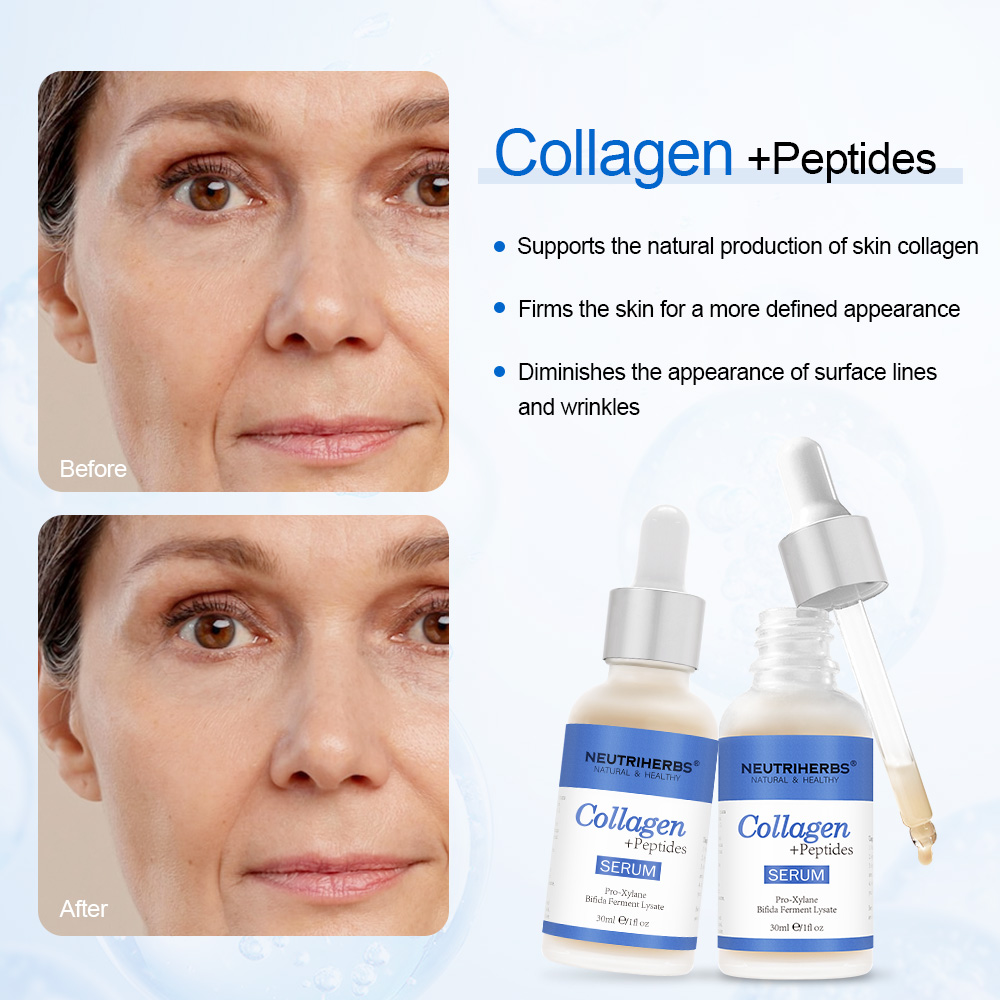 Collagen +Peptides
Supports the natural production of skin collagen
Firms the skin for a more defined appearance
Diminishes the appearance of surface lines
and wrinkles
Before
After
NEUTRIHERBS®
NATURAL & HEALTHY
Collagen
+Peptides
SERUM
Pro-Xylane
Bifida Ferment Lysate
30ml ℮/1fl oz
NEUTRIHERBS®
NATURAL & HEALTHY
Collagen
+Peptides
SERUM
Pro-Xylane
Bifida Ferment Lysate
30ml ℮/1fl oz